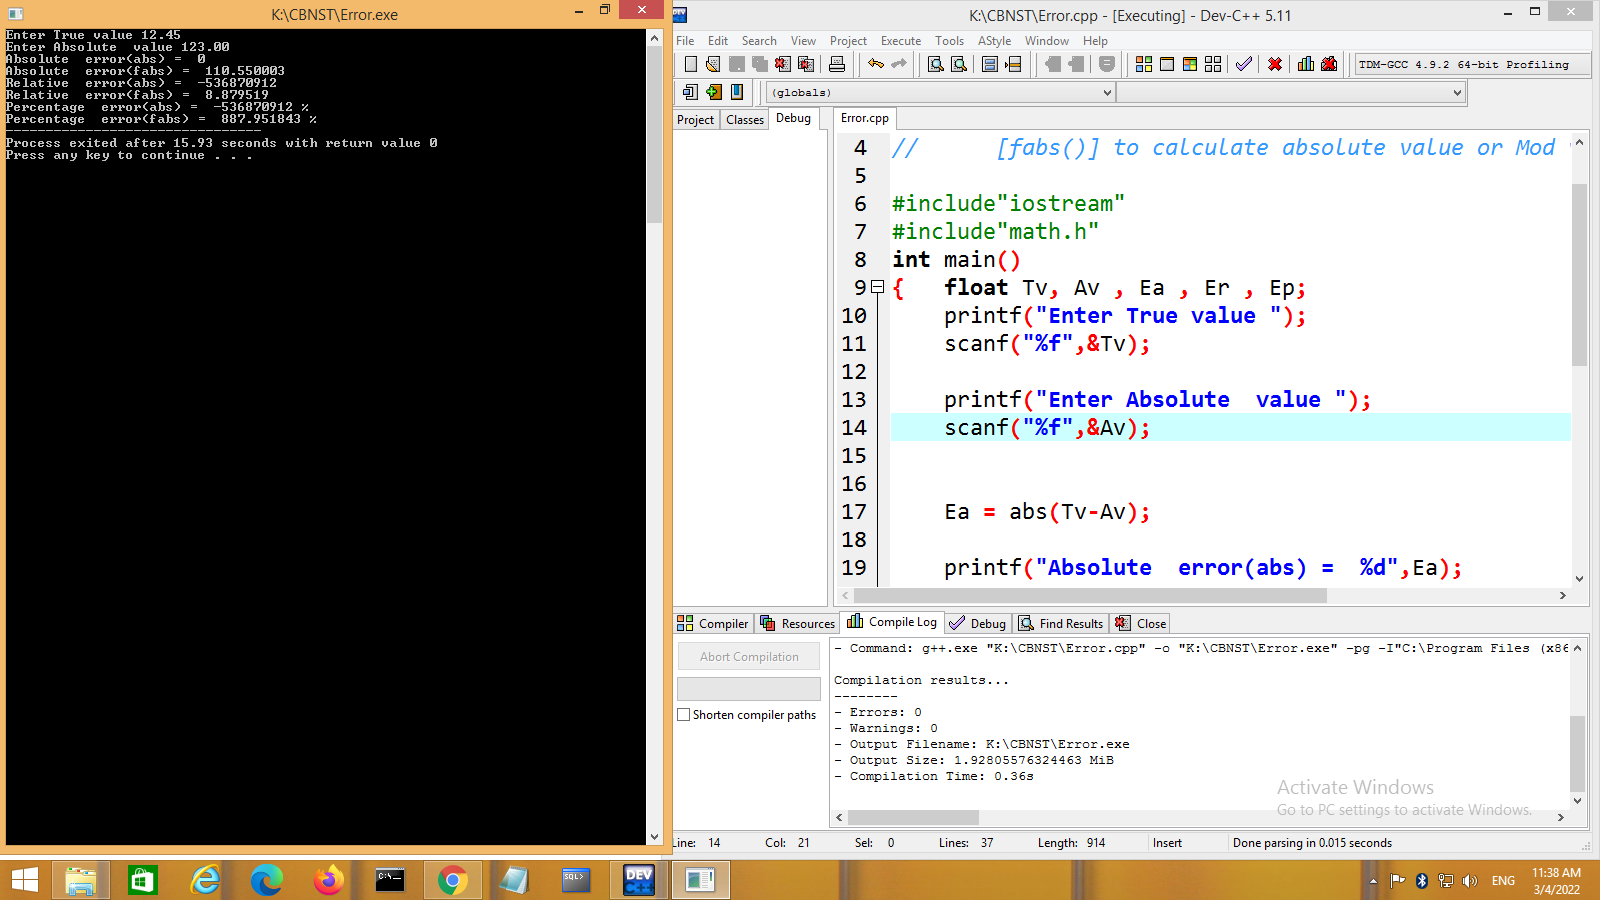 K:\CBNST\Error.exe
Enter True value 12.45
Enter Absolute  value 123.00
Absolute  error(abs) =  0
Absolute  error(fabs) =  110.550003
Relative  error(abs) =  -536870912
Relative  error(fabs) =  8.879519
Percentage  error(abs) =  -536870912 %
Percentage  error(fabs) =  887.951843 %
--------------------------------
Process exited after 15.93 seconds with return value 0
Press any key to continue . . .
K:\CBNST\Error.cpp - [Executing] - Dev-C++ 5.11
File Edit Search View Project Execute Tools AStyle Window Help
TDM-GCC 4.9.2 64-bit Profiling
(globals)
Project Classes Debug
Error.cpp
4 //      [fabs()] to calculate absolute value or Mod
5
6 #include"iostream"
7 #include"math.h"
8 int main()
9 {   float Tv, Av , Ea , Er , Ep;
10     printf("Enter True value ");
11     scanf("%f",&Tv);
12
13     printf("Enter Absolute  value ");
14     scanf("%f",&Av);
15
16
17     Ea = abs(Tv-Av);
18
19     printf("Absolute  error(abs) =  %d",Ea);
Compiler Resources Compile Log Debug Find Results Close
Abort Compilation
Shorten compiler paths
- Command: g++.exe "K:\CBNST\Error.cpp" -o "K:\CBNST\Error.exe" -pg -I"C:\Program Files (x86
Compilation results...
--------
- Errors: 0
- Warnings: 0
- Output Filename: K:\CBNST\Error.exe
- Output Size: 1.92805576324463 MiB
- Compilation Time: 0.36s
Activate Windows
Go to PC settings to activate Windows.
Line: 14 Col: 21 Sel: 0 Lines: 37 Length: 914 Insert Done parsing in 0.015 seconds
C:\_
SQL>
DEV
C++
ENG
11:38 AM
3/4/2022